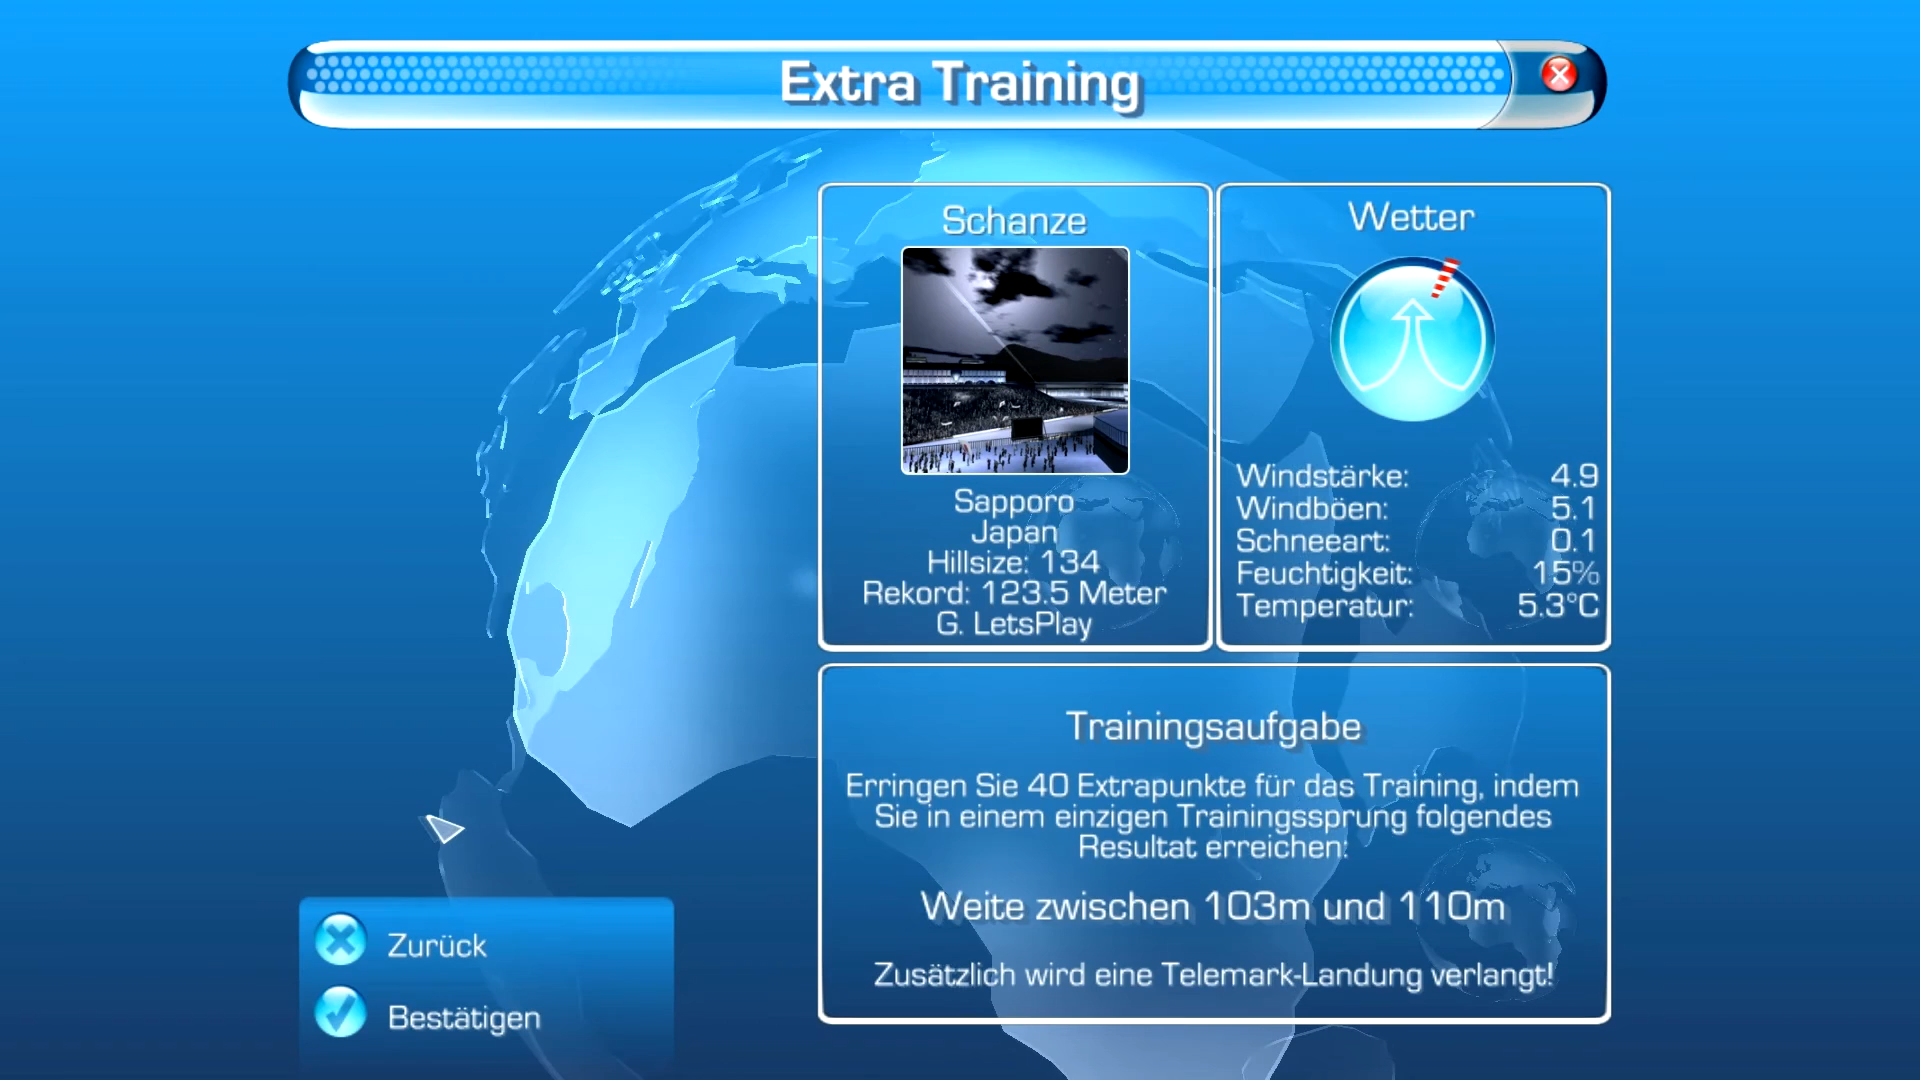 Extra Training
Schanze
Sapporo
Japan
Hillsize: 134
Rekord: 123.5 Meter
G. LetsPlay
Wetter
Windstärke: 4.9
Windböen: 5.1
Schneeart: 0.1
Feuchtigkeit: 15%
Temperatur: 5.3°C
Trainingsaufgabe
Erringen Sie 40 Extrapunkte für das Training, indem
Sie in einem einzigen Trainingssprung folgendes
Resultat erreichen:
Weite zwischen 103m und 110m
Zusätzlich wird eine Telemark-Landung verlangt!
Zurück
Bestätigen